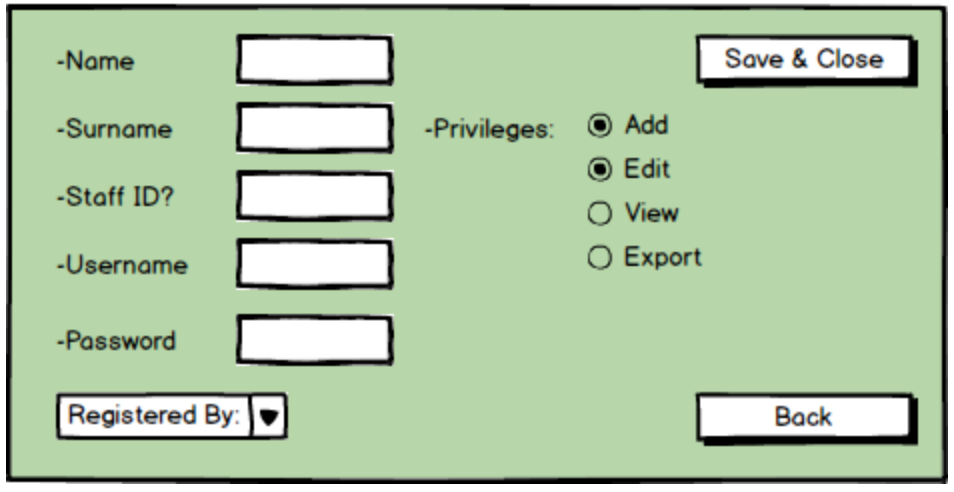 -Name
Save & Close
-Surname
-Privileges:
Add
Edit
-Staff ID?
View
-Username
Export
-Password
Registered By:
Back